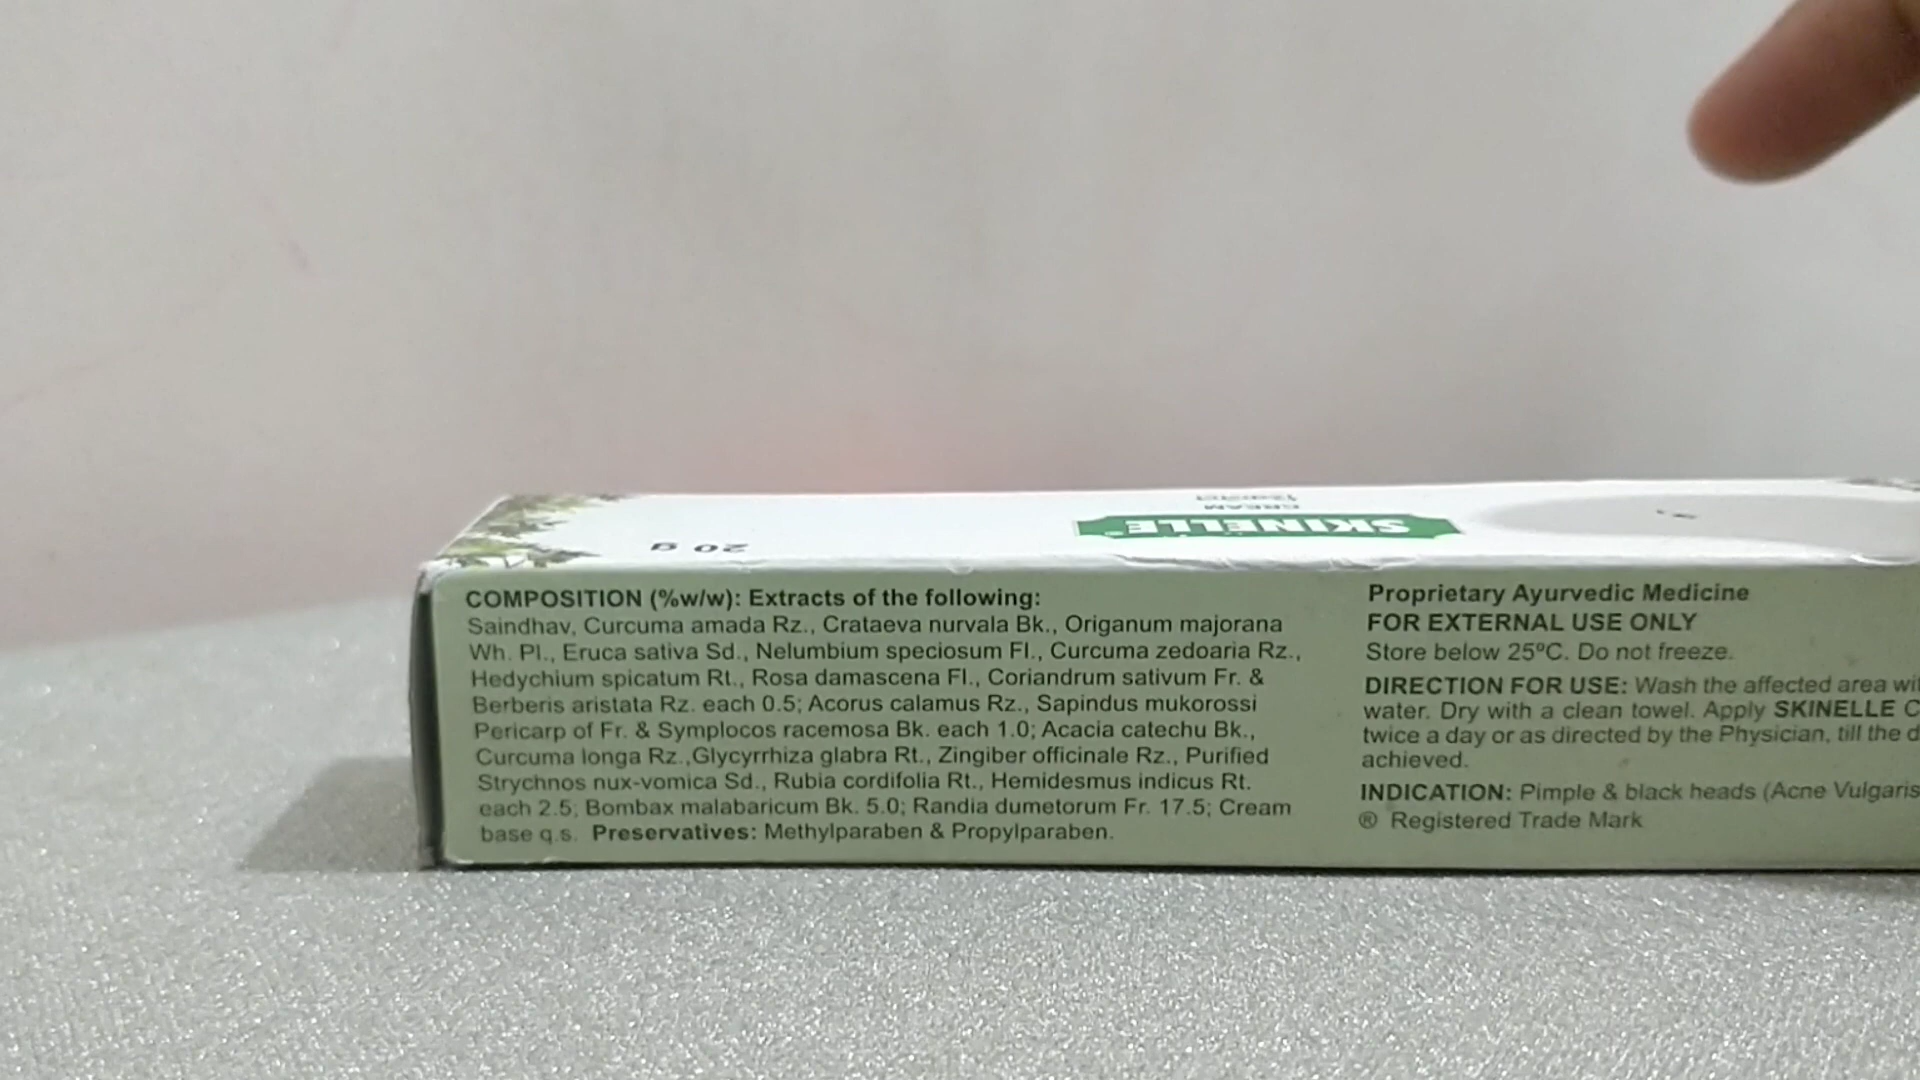 20 g
SKINELLE®
CREAM
COMPOSITION (%w/w): Extracts of the following:
Saindhav, Curcuma amada Rz., Crataeva nurvala Bk., Origanum majorana
Wh. Pl., Eruca sativa Sd., Nelumbium speciosum Fl., Curcuma zedoaria Rz.,
Hedychium spicatum Rt., Rosa damascena Fl., Coriandrum sativum Fr. &
Berberis aristata Rz. each 0.5; Acorus calamus Rz., Sapindus mukorossi
Pericarp of Fr. & Symplocos racemosa Bk. each 1.0; Acacia catechu Bk.,
Curcuma longa Rz.,Glycyrrhiza glabra Rt., Zingiber officinale Rz., Purified
Strychnos nux-vomica Sd., Rubia cordifolia Rt., Hemidesmus indicus Rt.
each 2.5; Bombax malabaricum Bk. 5.0; Randia dumetorum Fr. 17.5; Cream
base q.s. Preservatives: Methylparaben & Propylparaben.
Proprietary Ayurvedic Medicine
FOR EXTERNAL USE ONLY
Store below 25ºC. Do not freeze.
DIRECTION FOR USE: Wash the affected area
water. Dry with a clean towel. Apply SKINELLE
twice a day or as directed by the Physician, till the
achieved.
INDICATION: Pimple & black heads (Acne Vulgaris
® Registered Trade Mark